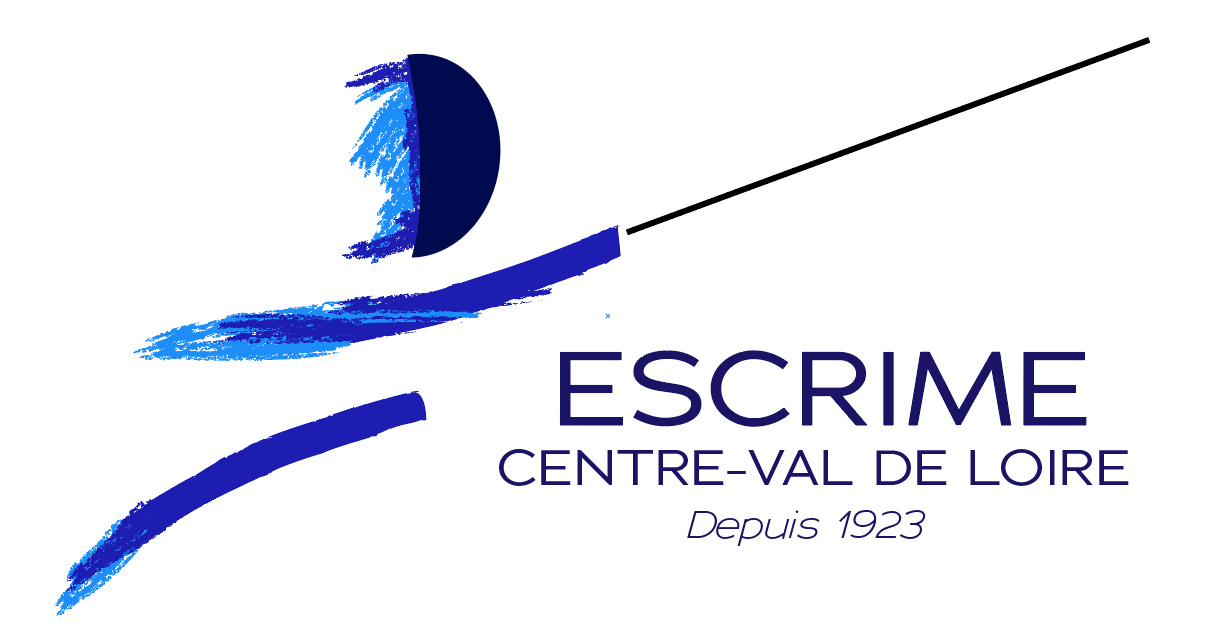 ESCRIME
CENTRE-VAL DE LOIRE
Depuis 1923